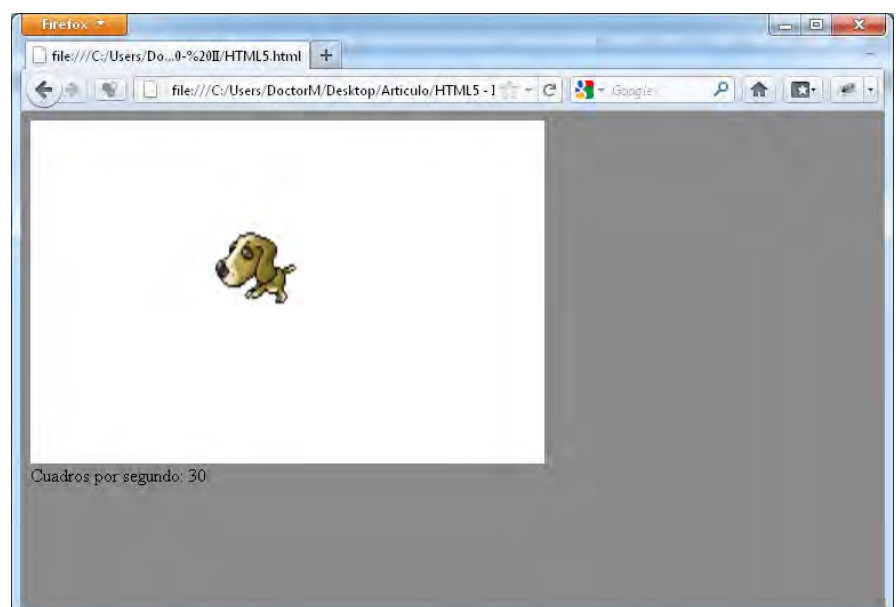 Firefox
file:///C:/Users/Do...0-%20II/HTML5.html
file:///C:/Users/DoctorM/Desktop/Articulo/HTML5 - I
Google
Cuadros por segundo: 30